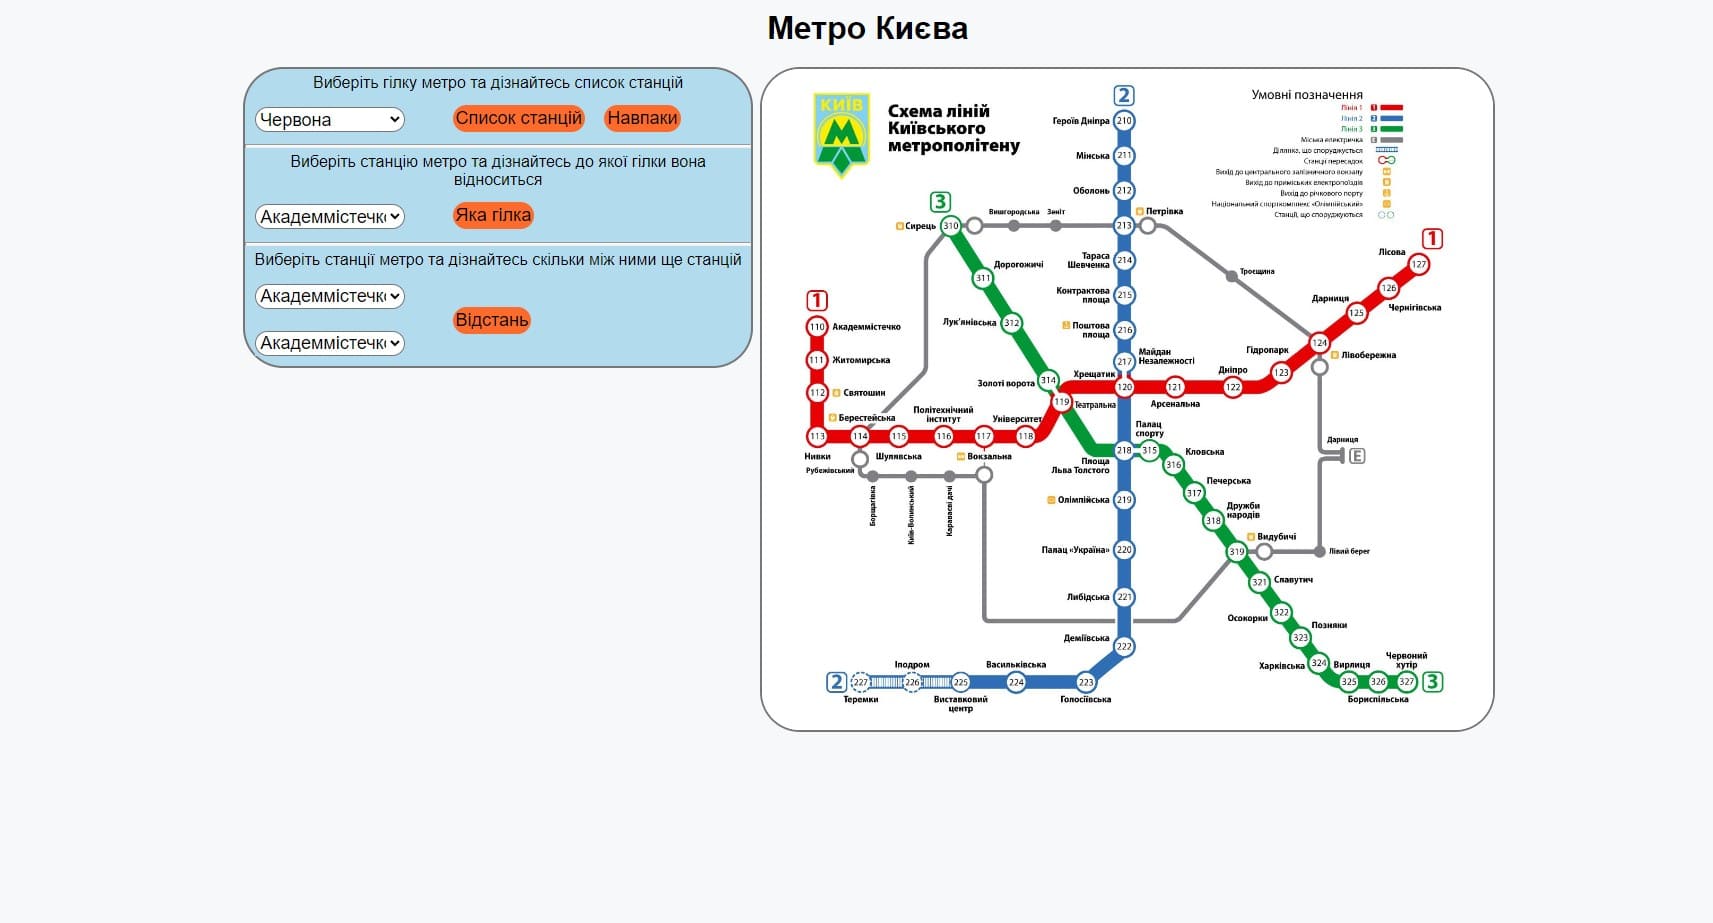 Метро Києва
Виберіть гілку метро та дізнайтесь список станцій
Червона
Список станцій
Навпаки
Виберіть станцію метро та дізнайтесь до якої гілки вона
відноситься
Академмістечк
Яка гілка
Виберіть станції метро та дізнайтесь скільки між ними ще станцій
Академмістечк
Відстань
Академмістечк
КИЇВ
Схема ліній
Київського
метрополітену
Умовні позначення
Лінія 1
1
Лінія 2
2
Лінія 3
3
Міська електричка
E
Ділянка, що споруджується
Станції пересадок
Вихід до центрального залізничного вокзалу
Вихід до приміських електропоїздів
Вихід до річкового порту
Національний спорткомплекс «Олімпійський»
Станції, що споруджуються
2
Героїв Дніпра
210
Мінська
211
Оболонь
212
213
Петрівка
Тараса
Шевченка
214
Контрактова
площа
215
Поштова
площа
216
217
Майдан
Незалежності
3
Сирець
310
Вишгородська
Зеніт
Дорогожичі
311
Лук'янівська
312
Золоті ворота
314
Троєщина
1
Лісова
127
126
Чернігівська
Дарниця
125
124
Лівобережна
Гідропарк
123
Дніпро
122
121
Арсенальна
Хрещатик
120
119
Театральна
1
110
Академмістечко
111
Житомирська
112
Святошин
113
Нивки
Берестейська
114
115
Шулявська
Політехнічний
інститут
116
117
Вокзальна
Університет
118
Рубежівський
Борщагівка
Київ-Волинський
Караваєві дачі
Палац
спорту
218
315
Площа
Льва Толстого
Кловська
316
Печерська
317
Дружби
народів
318
Видубичі
319
Лівий берег
Дарниця
E
Олімпійська
219
Палац «Україна»
220
Либідська
221
Деміївська
222
Славутич
321
Осокорки
322
Позняки
323
Харківська
324
Вирлиця
325
326
Бориспільська
Червоний
хутір
327
3
2
227
Теремки
Іподром
226
225
Виставковий
центр
Васильківська
224
223
Голосіївська